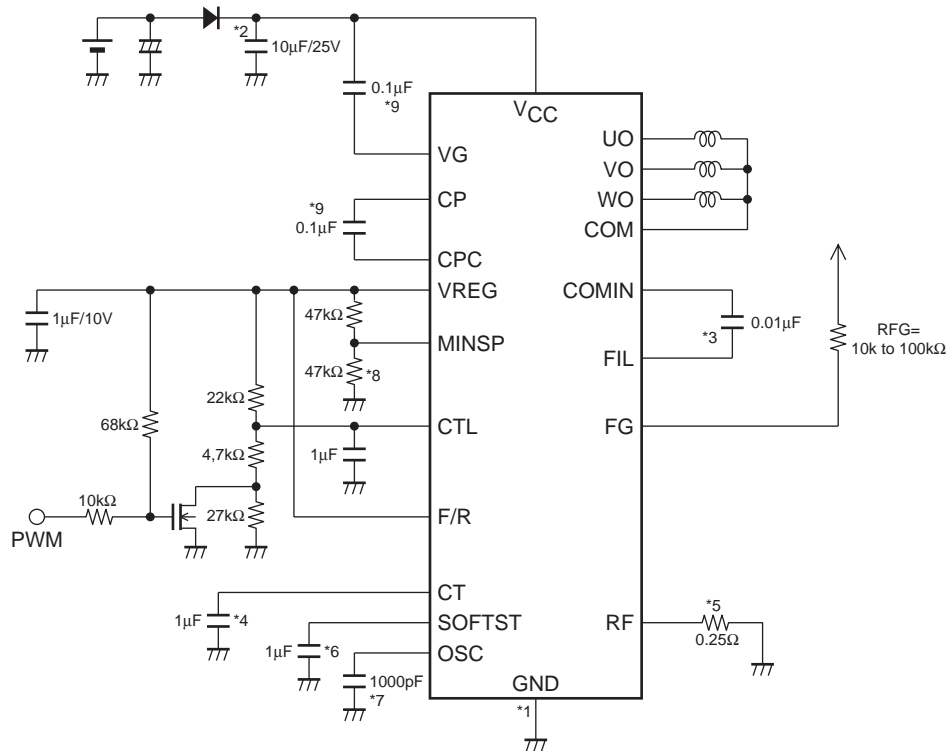 *2
10µF/25V
0.1µF
*9
VCC
UO
VG
VO
CP
WO
*9
0.1µF
COM
CPC
VREG
COMIN
1µF/10V
47kΩ
0.01µF
*3
RFG=
10k to 100kΩ
MINSP
FIL
47kΩ
*8
22kΩ
68kΩ
CTL
FG
4,7kΩ
1µF
10kΩ
27kΩ
F/R
PWM
CT
*5
1µF
*4
SOFTST
RF
0.25Ω
1µF
*6
OSC
1000pF
*7
GND
*1